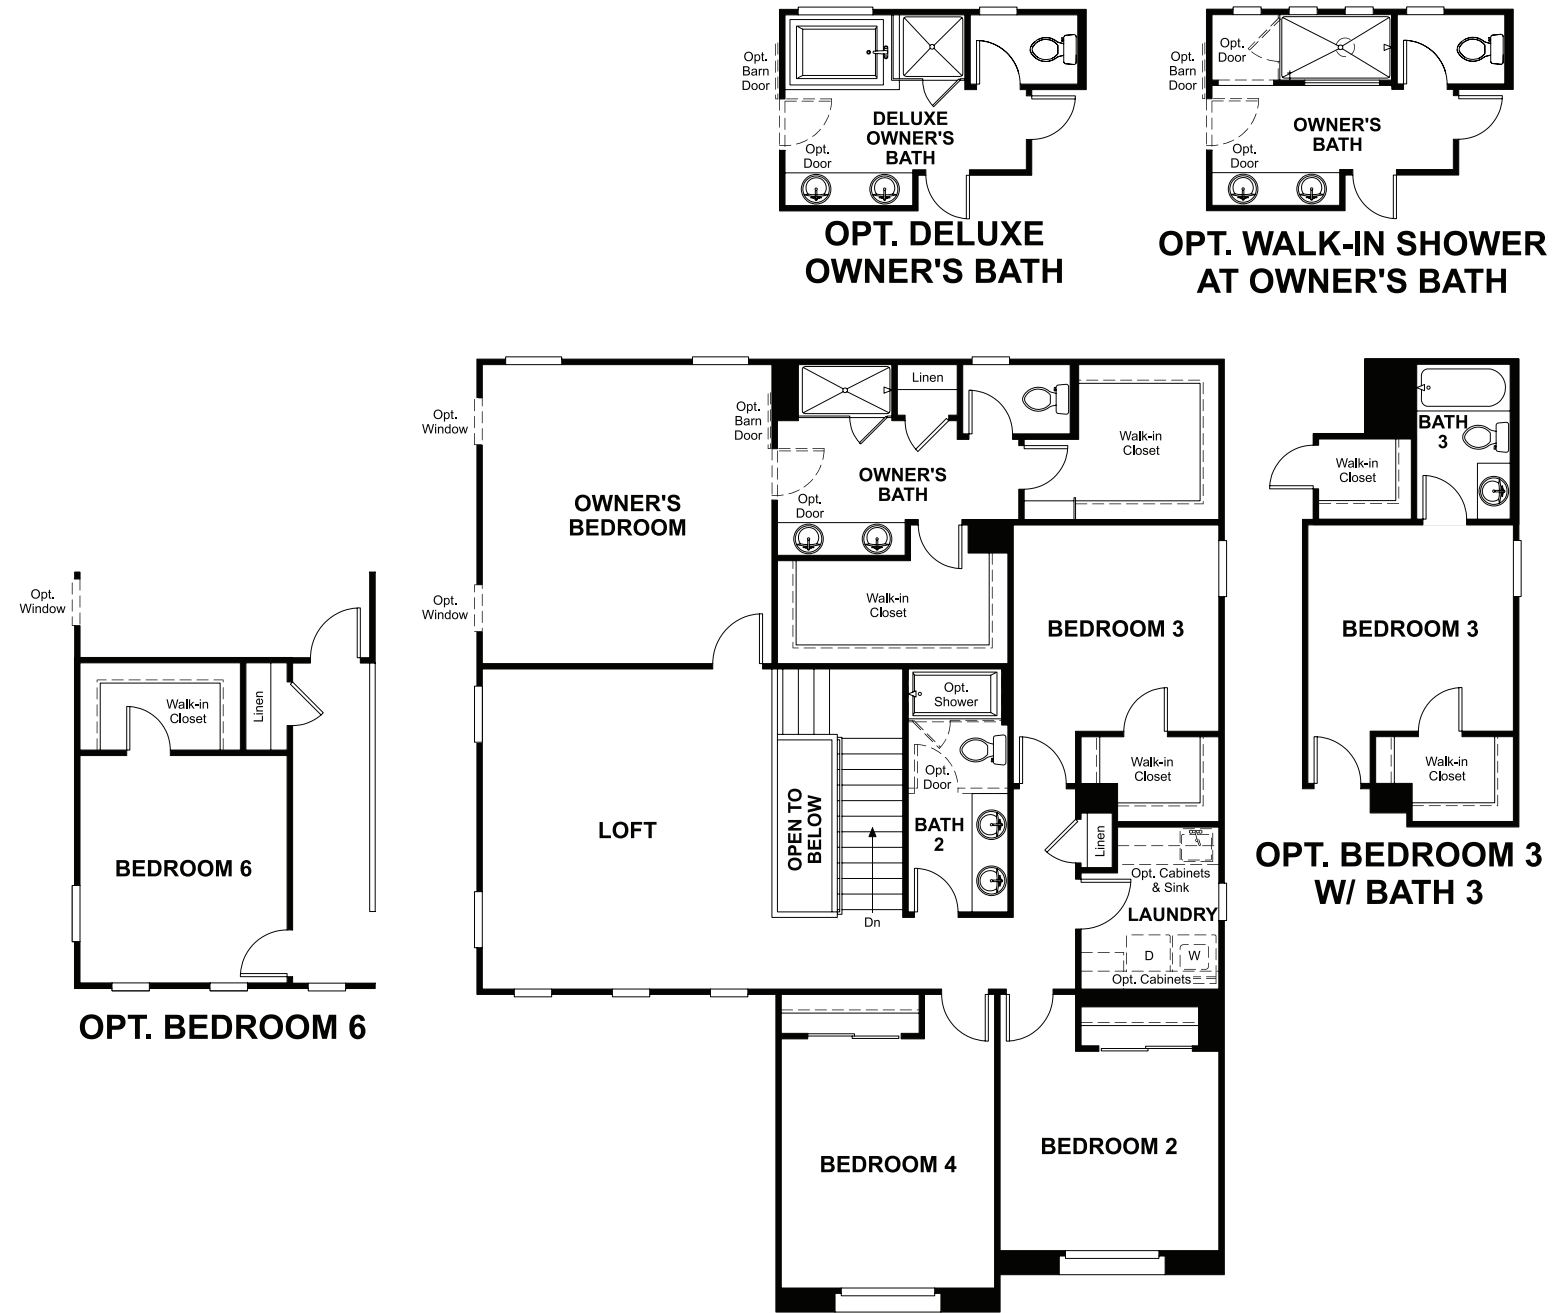 Opt.
Barn
Door
DELUXE
OWNER'S
BATH
Opt.
Door
OPT. DELUXE
OWNER'S BATH
Opt.
Barn
Door
Opt.
Door
OWNER'S
BATH
Opt.
Door
OPT. WALK-IN SHOWER
AT OWNER'S BATH
Opt.
Window
Walk-in
Closet
Linen
BEDROOM 6
OPT. BEDROOM 6
Opt.
Window
Opt.
Window
OWNER'S
BEDROOM
Opt.
Barn
Door
Linen
OWNER'S
BATH
Opt.
Door
Walk-in
Closet
Walk-in
Closet
BEDROOM 3
LOFT
OPEN TO
BELOW
Dn
Opt.
Shower
Opt.
Door
BATH
2
Walk-in
Closet
Linen
Opt. Cabinets
& Sink
LAUNDRY
D
W
Opt. Cabinets
BEDROOM 4
BEDROOM 2
BATH
3
Walk-in
Closet
BEDROOM 3
Walk-in
Closet
OPT. BEDROOM 3
W/ BATH 3